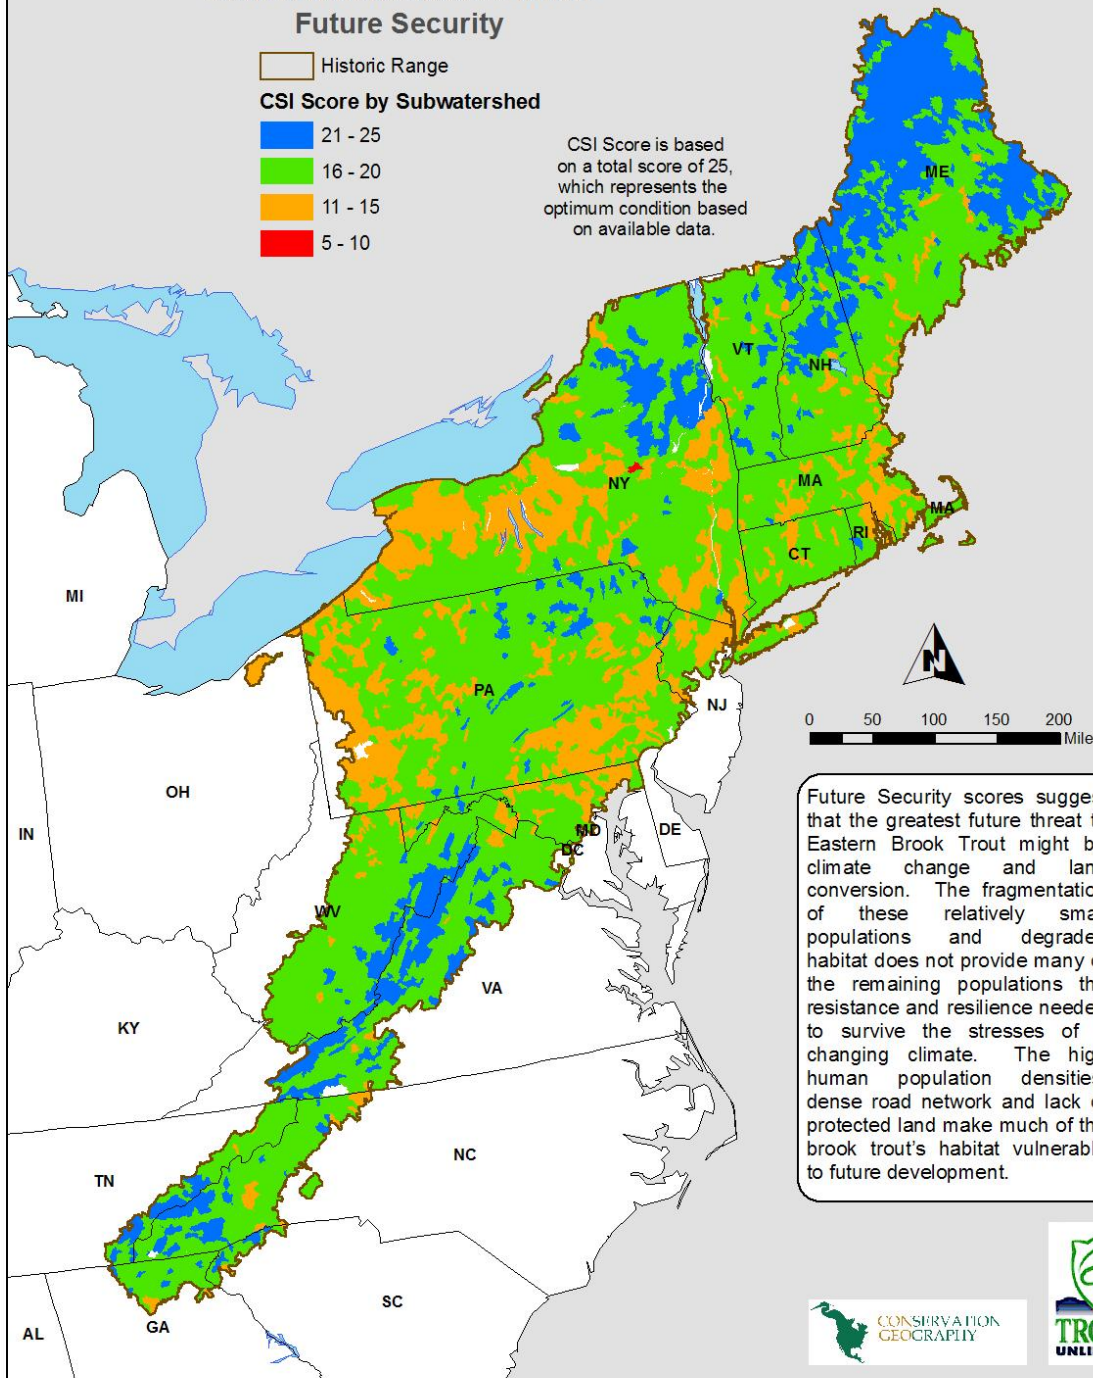 Future Security
Historic Range
CSI Score by Subwatershed
21 - 25
16 - 20
11 - 15
5 - 10
CSI Score is based
on a total score of 25,
which represents the
optimum condition based
on available data.
ME
VT
NH
NY
MA
MA
CT
RI
MI
PA
NJ
N
0 50 100 150 200
Mile
OH
IN
MD
DE
DC
WV
VA
KY
NC
TN
SC
AL
GA
Future Security scores sugges
that the greatest future threat t
Eastern Brook Trout might b
climate change and lan
conversion. The fragmentatio
of these relatively sma
populations and degrade
habitat does not provide many o
the remaining populations th
resistance and resilience neede
to survive the stresses of
changing climate. The hig
human population densities
dense road network and lack o
protected land make much of th
brook trout's habitat vulnerabl
to future development.
CONSERVATION
GEOGRAPHY
TRO
UNLI